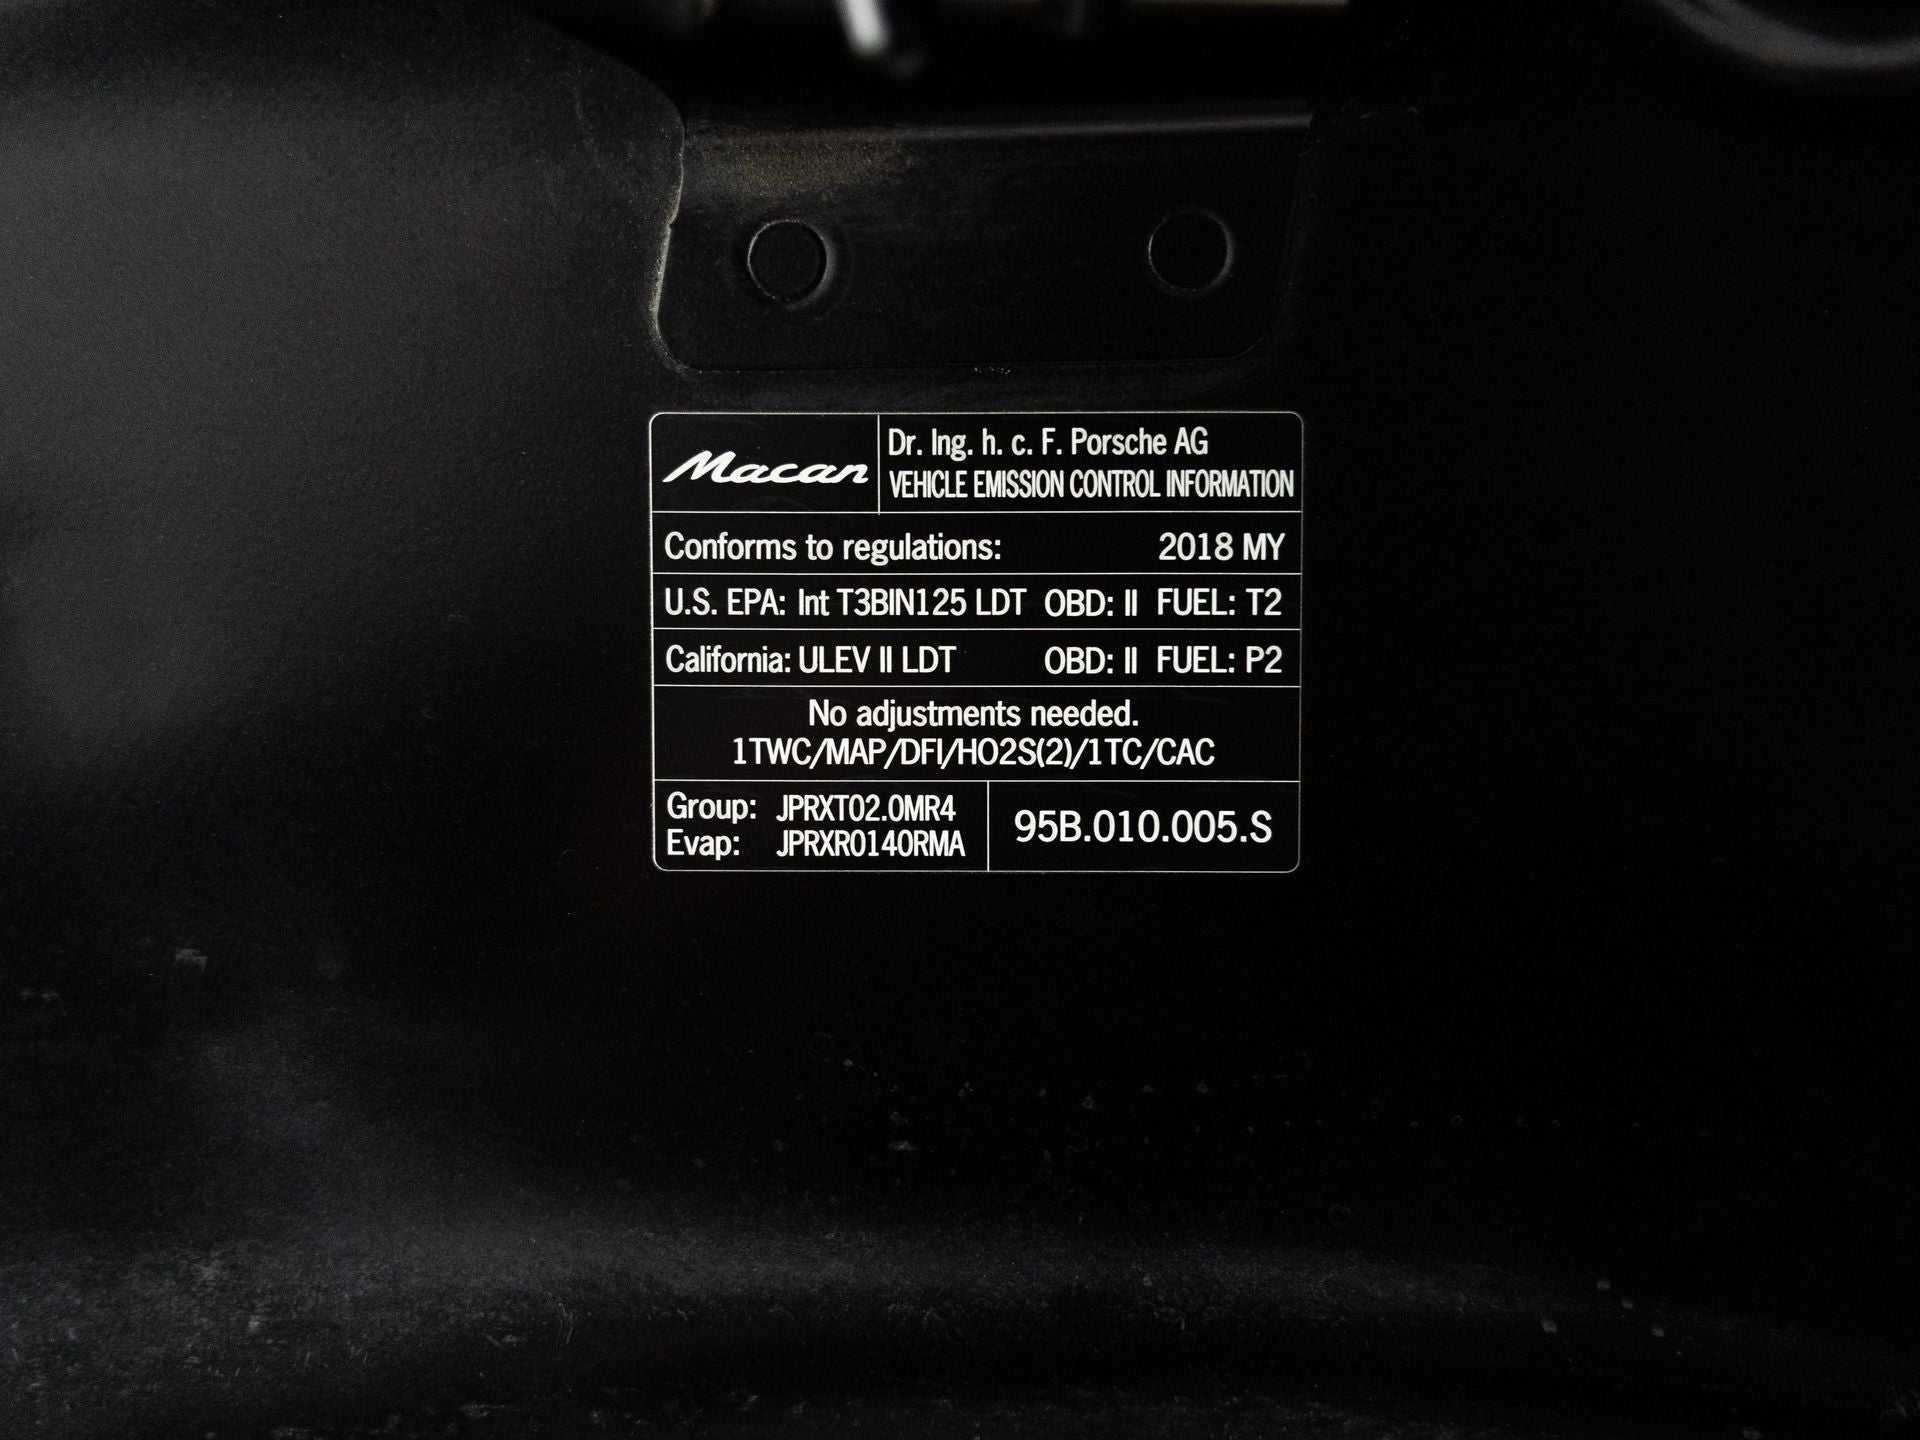 Macan
Dr. Ing. h. c. F. Porsche AG
VEHICLE EMISSION CONTROL INFORMATION
Conforms to regulations: 2018 MY
U.S. EPA: Int T3BIN125 LDT OBD: II FUEL: T2
California: ULEV II LDT OBD: II FUEL: P2
No adjustments needed.
1TWC/MAP/DFI/HO2S(2)/1TC/CAC
Group: JPRXT02.0MR4
Evap: JPRXR0140RMA
95B.010.005.S